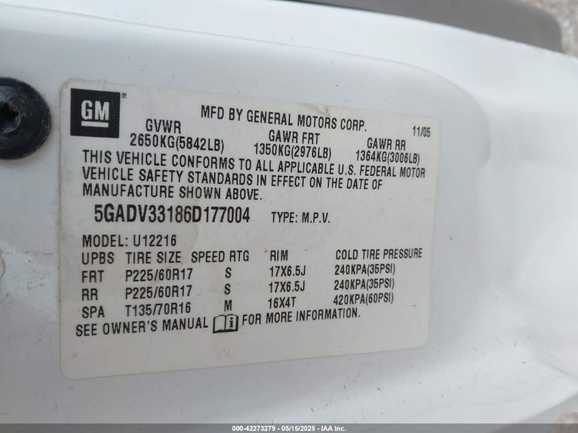 GM
MFD BY GENERAL MOTORS CORP. 11/05
GVWR GAWR FRT GAWR RR
2650KG(5842LB) 1350KG(2976LB) 1364KG(3006LB)
THIS VEHICLE CONFORMS TO ALL APPLICABLE U.S. FEDERAL MOTOR
VEHICLE SAFETY STANDARDS IN EFFECT ON THE DATE OF
MANUFACTURE SHOWN ABOVE.
5GADV33186D177004 TYPE: M.P.V.
MODEL: U12216
UPBS TIRE SIZE SPEED RTG RIM COLD TIRE PRESSURE
FRT P225/60R17 S 17X6.5J 240KPA(35PSI)
RR P225/60R17 S 17X6.5J 240KPA(35PSI)
SPA T135/70R16 M 16X4T 420KPA(60PSI)
SEE OWNER'S MANUAL i FOR MORE INFORMATION.
000-42273279 - 05/15/2025 - IAA Inc.